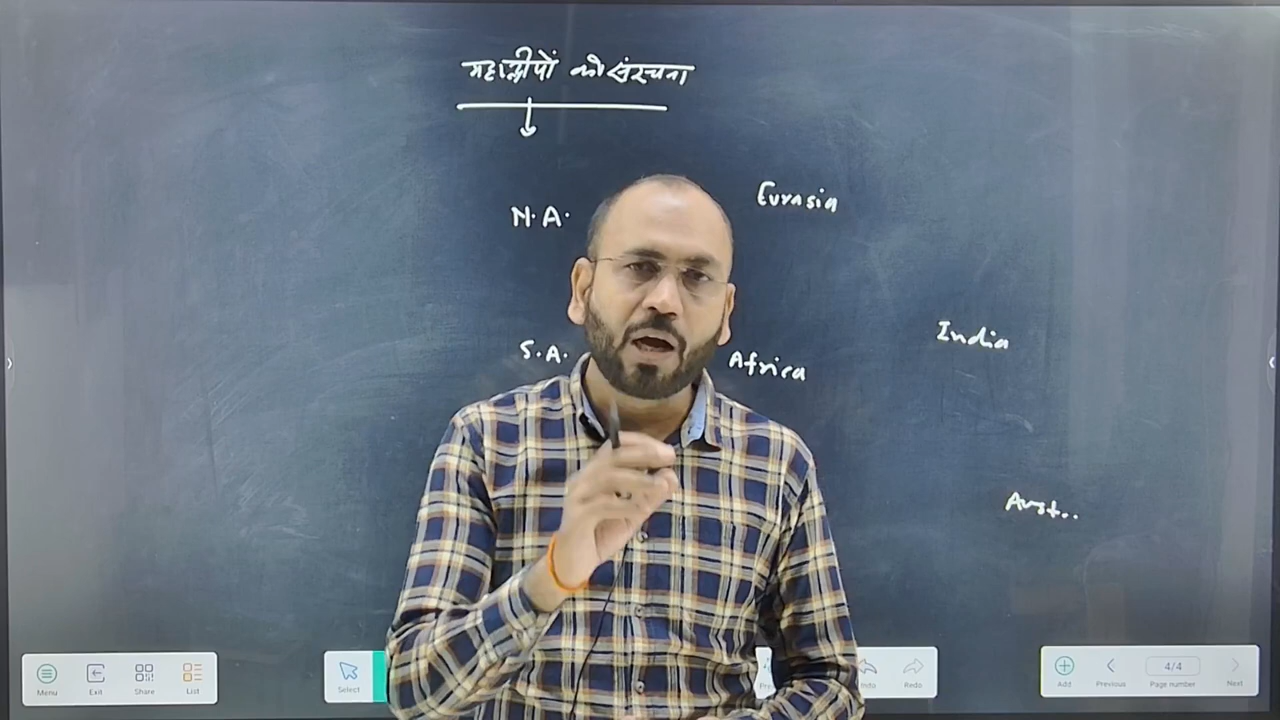 महाद्वीपों की संरचना
N.A.
Eurasia
S.A.
Africa
India
Aust..
Menu
Exit
Share
List
Select
Redo
Add
Previous
4/4
Page number
Next